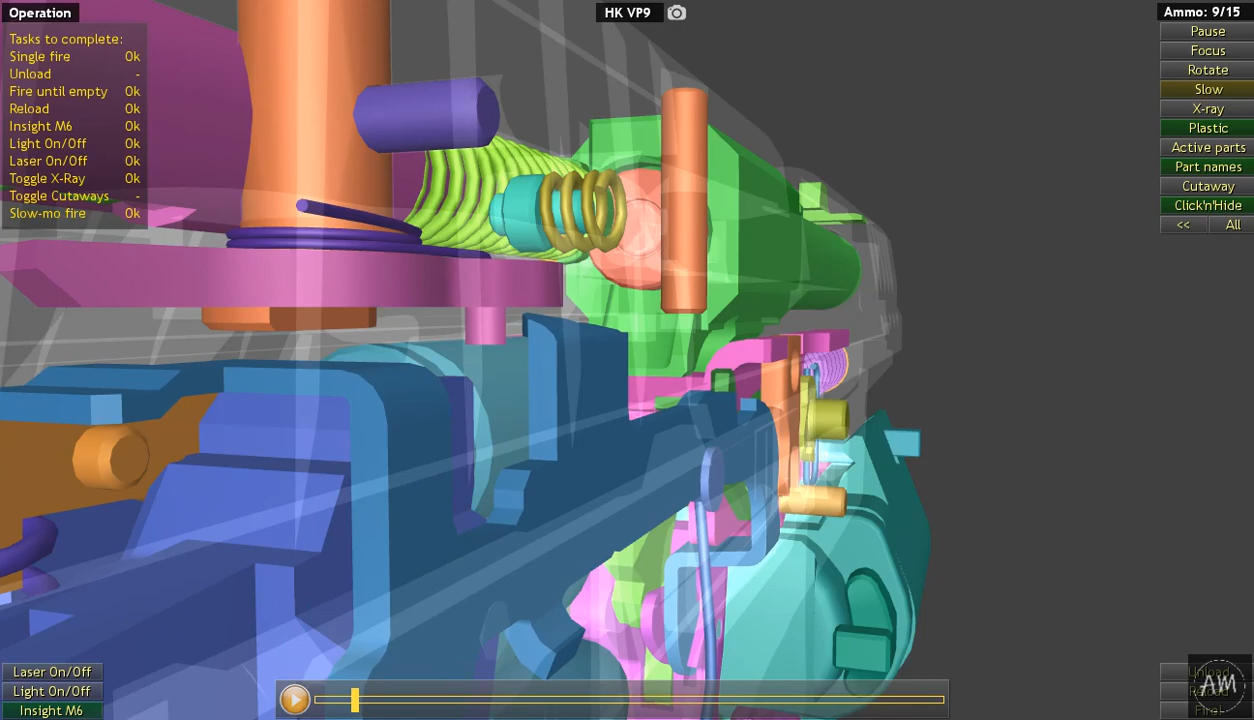 Operation
Tasks to complete:
Single fire Ok
Unload -
Fire until empty Ok
Reload Ok
Insight M6 Ok
Light On/Off Ok
Laser On/Off Ok
Toggle X-Ray Ok
Toggle Cutaways -
Slow-mo fire Ok
HK VP9
Ammo: 9/15
Pause
Focus
Rotate
Slow
X-ray
Plastic
Active parts
Part names
Cutaway
Click'n'Hide
<< All
Laser On/Off
Light On/Off
Insight M6
Unload
Reload
Fire!
AW